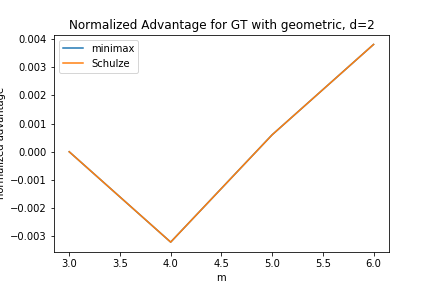 Normalized Advantage for GT with geometric, d=2
minimax
Schulze
0.004
0.003
0.002
0.001
0.000
−0.001
−0.002
−0.003
3.0 3.5 4.0 4.5 5.0 5.5 6.0
m